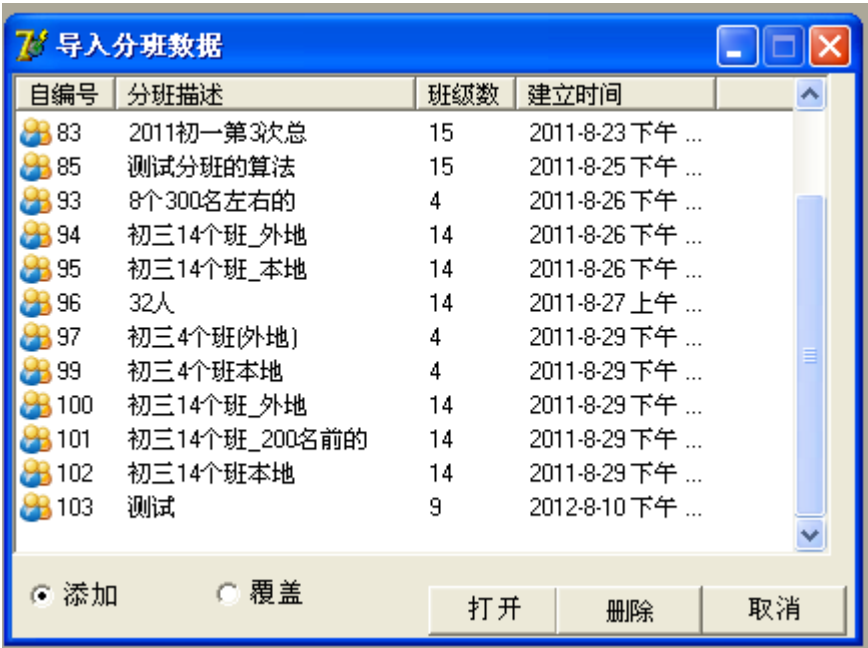 导入分班数据
自编号 分班描述 班级数 建立时间
83 2011初一第3次总 15 2011-8-23 下午 ...
85 测试分班的算法 15 2011-8-25 下午 ...
93 8个300名左右的 4 2011-8-26 下午 ...
94 初三14个班_外地 14 2011-8-26 下午 ...
95 初三14个班_本地 14 2011-8-26 下午 ...
96 32人 14 2011-8-27 上午 ...
97 初三4个班(外地) 4 2011-8-29 下午 ...
99 初三4个班本地 4 2011-8-29 下午 ...
100 初三14个班_外地 14 2011-8-29 下午 ...
101 初三14个班_200名前的 14 2011-8-29 下午 ...
102 初三14个班本地 14 2011-8-29 下午 ...
103 测试 9 2012-8-10 下午 ...
添加 覆盖 打开 删除 取消